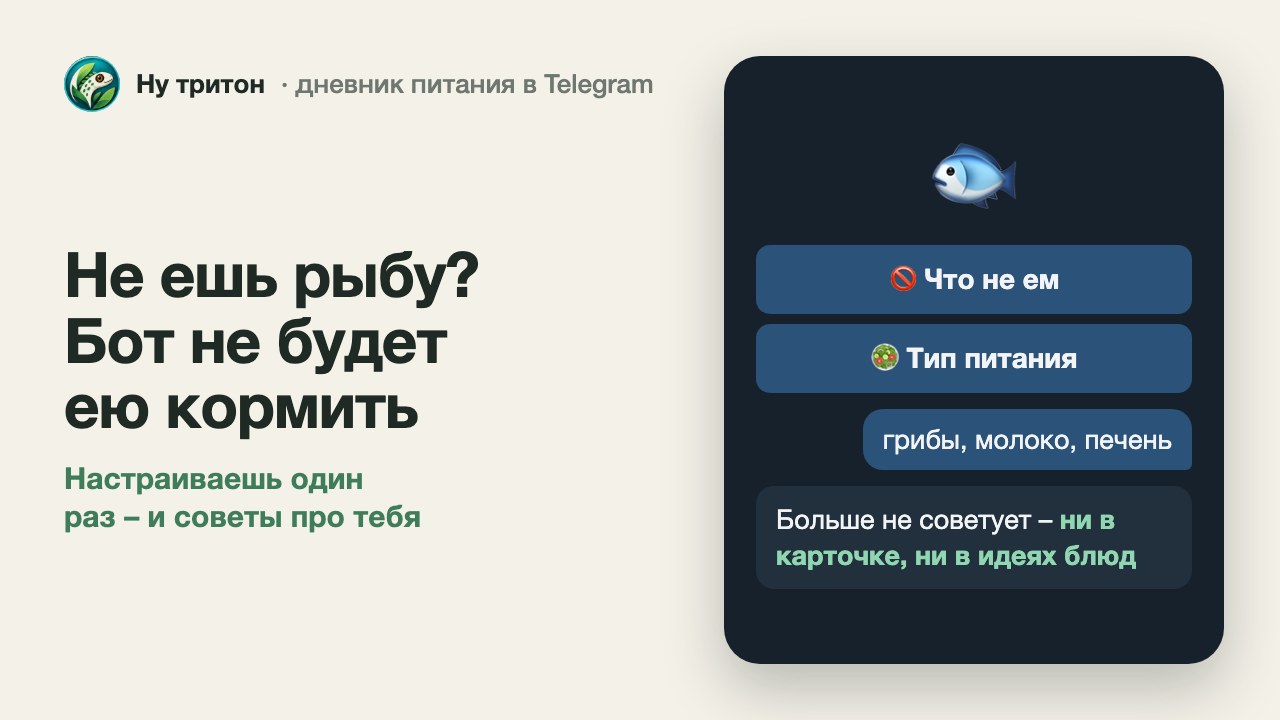 Ну тритон · дневник питания в Telegram
Не ешь рыбу?
Бот не будет
ею кормить
Настраиваешь один
раз – и советы про тебя
Что не ем
Тип питания
грибы, молоко, печень
Больше не советует – ни в
карточке, ни в идеях блюд